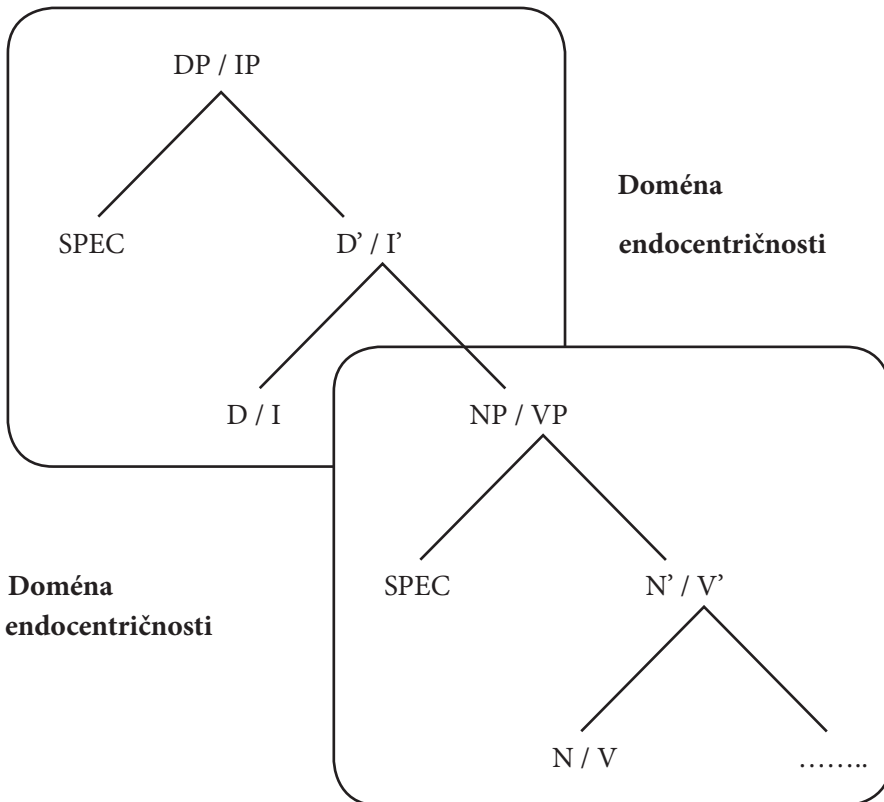 DP / IP
Doména
endocentričnosti
SPEC
D’ / I’
D / I
NP / VP
Doména
endocentričnosti
SPEC
N’ / V’
N / V
……..